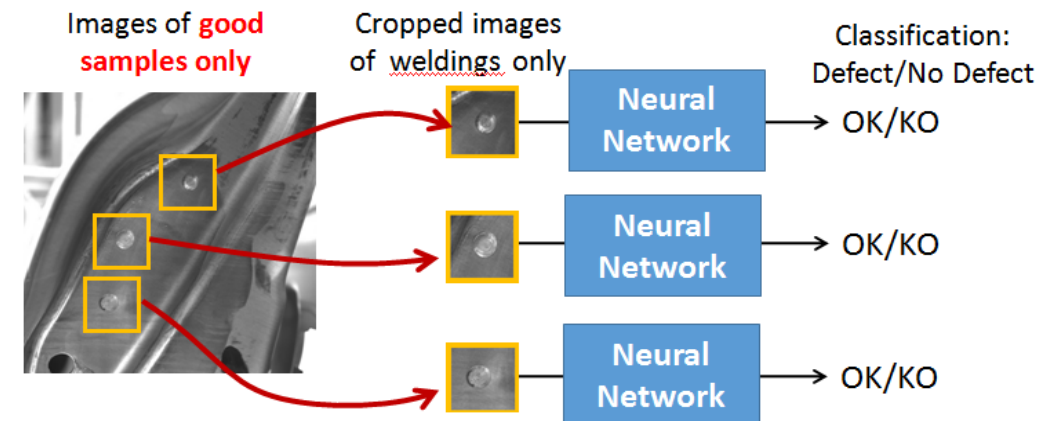 Images of good
samples only
Cropped images
of weldings only
Classification:
Defect/No Defect
Neural
Network
OK/KO
Neural
Network
OK/KO
Neural
Network
OK/KO